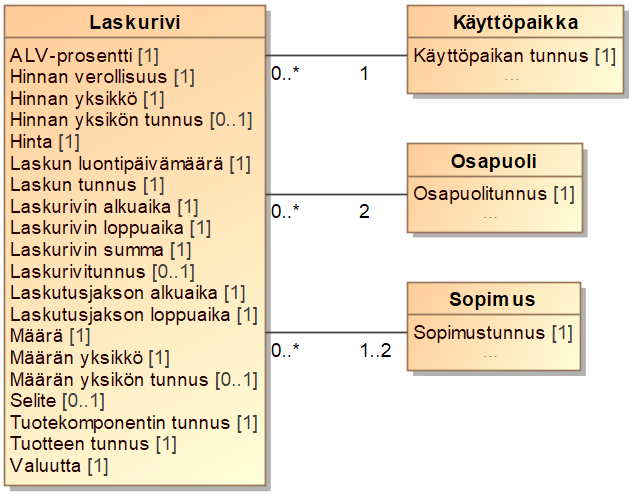 Laskurivi
ALV-prosentti [1]
Hinnan verollisuus [1]
Hinnan yksikkö [1]
Hinnan yksikön tunnus [0..1]
Hinta [1]
Laskun luontipäivämäärä [1]
Laskun tunnus [1]
Laskurivin alkuaika [1]
Laskurivin loppuaika [1]
Laskurivin summa [1]
Laskurivitunnus [0..1]
Laskutusjakson alkuaika [1]
Laskutusjakson loppuaika [1]
Määrä [1]
Määrän yksikkö [1]
Määrän yksikön tunnus [0..1]
Selite [0..1]
Tuotekomponentin tunnus [1]
Tuotteen tunnus [1]
Valuutta [1]
0..* 1
Käyttöpaikka
Käyttöpaikan tunnus [1]
...
0..* 2
Osapuoli
Osapuolitunnus [1]
...
0..* 1..2
Sopimus
Sopimustunnus [1]
...